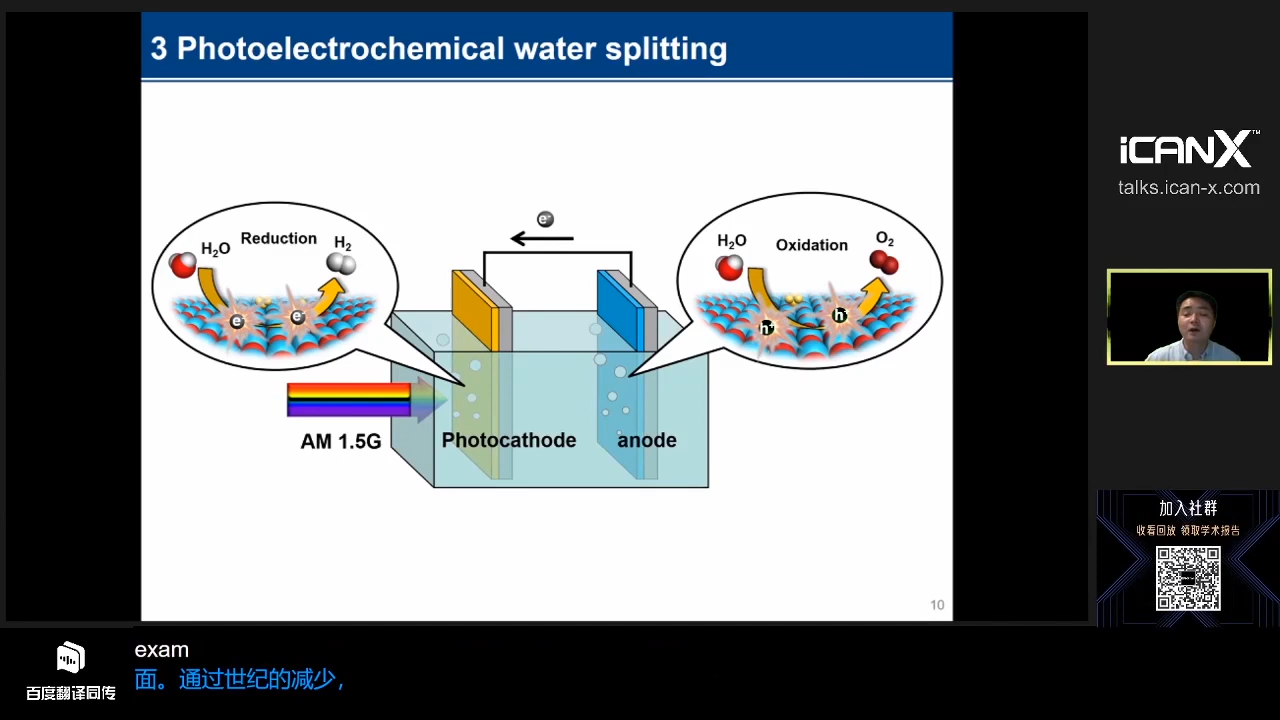 3 Photoelectrochemical water splitting
e⁻
H₂O
Reduction
H₂
e⁻
e⁻
H₂O
Oxidation
O₂
h⁺
h⁺
AM 1.5G
Photocathode
anode
10
iCANX™
talks.ican-x.com
加入社群
收看回放 领取学术报告
exam
面。通过世纪的减少，
百度翻译同传